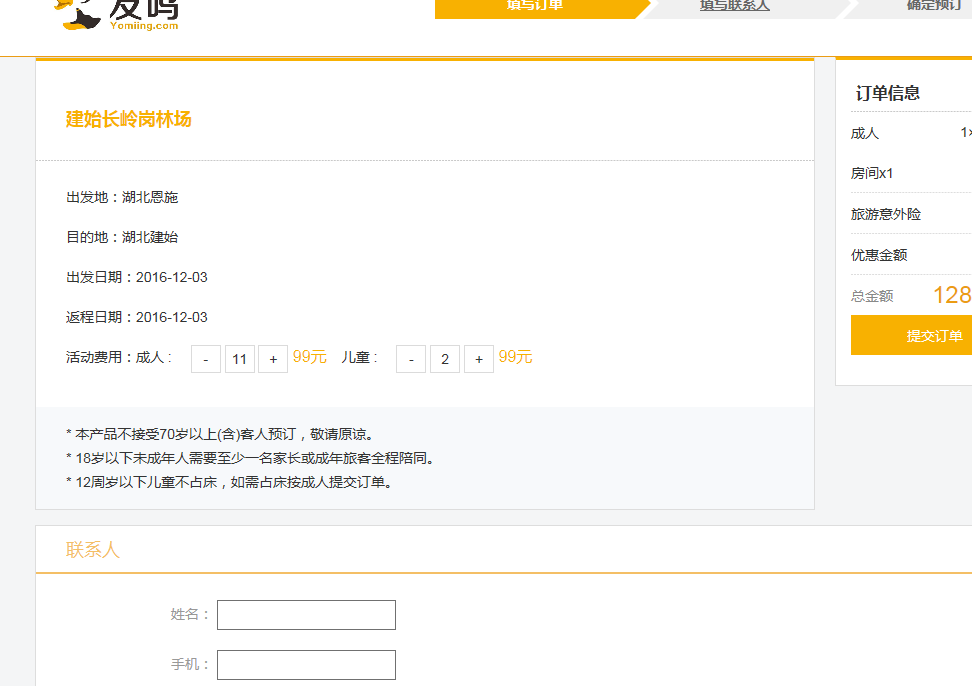 友鸣
Yomiing.com
填写订单
填写联系人
确定预订
建始长岭岗林场
出发地：湖北恩施
目的地：湖北建始
出发日期：2016-12-03
返程日期：2016-12-03
活动费用：成人： - 11 + 99元 儿童： - 2 + 99元
* 本产品不接受70岁以上(含)客人预订，敬请原谅。
* 18岁以下未成年人需要至少一名家长或成年旅客全程陪同。
* 12周岁以下儿童不占床，如需占床按成人提交订单。
订单信息
成人 1×
房间x1
旅游意外险
优惠金额
总金额 128
提交订单
联系人
姓名：
手机：